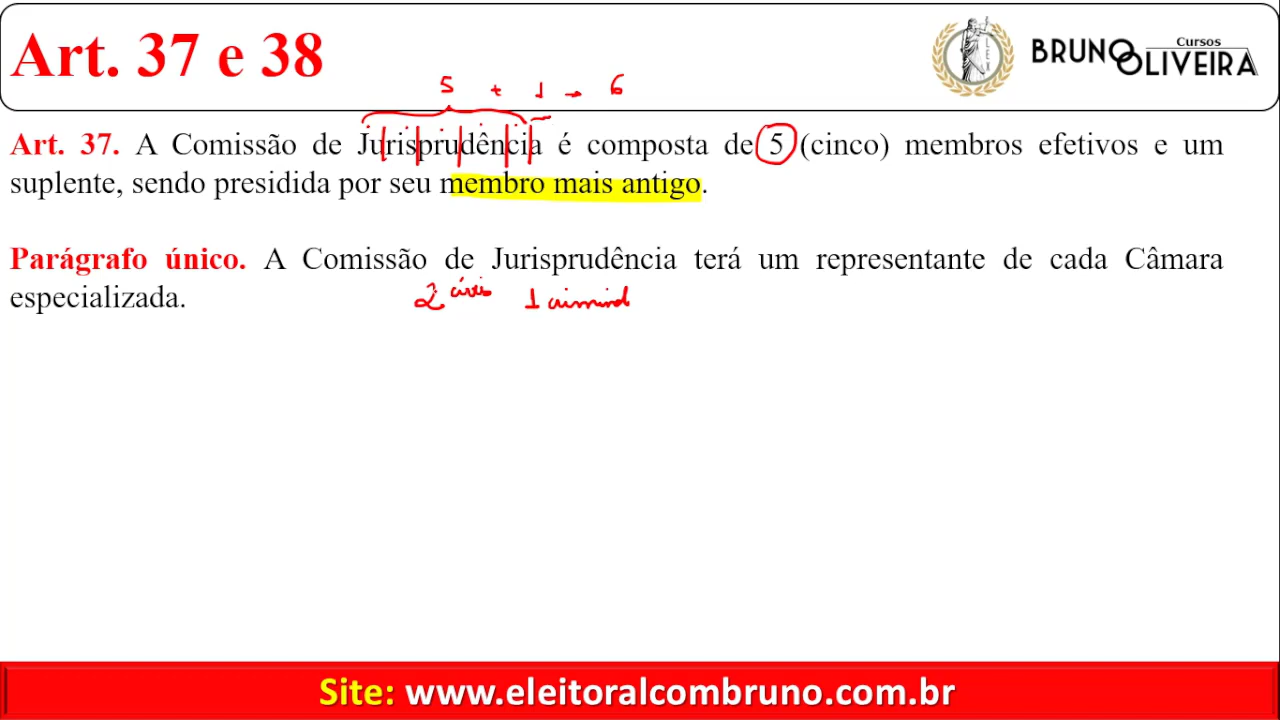 Art. 37 e 38
Cursos
BRUNO OLIVEIRA
5 + 1 → 6
Art. 37. A Comissão de Jurisprudência é composta de 5 (cinco) membros efetivos e um
suplente, sendo presidida por seu membro mais antigo.
Parágrafo único. A Comissão de Jurisprudência terá um representante de cada Câmara
especializada.
2 cíveis 1 criminal
Site: www.eleitoralcombruno.com.br